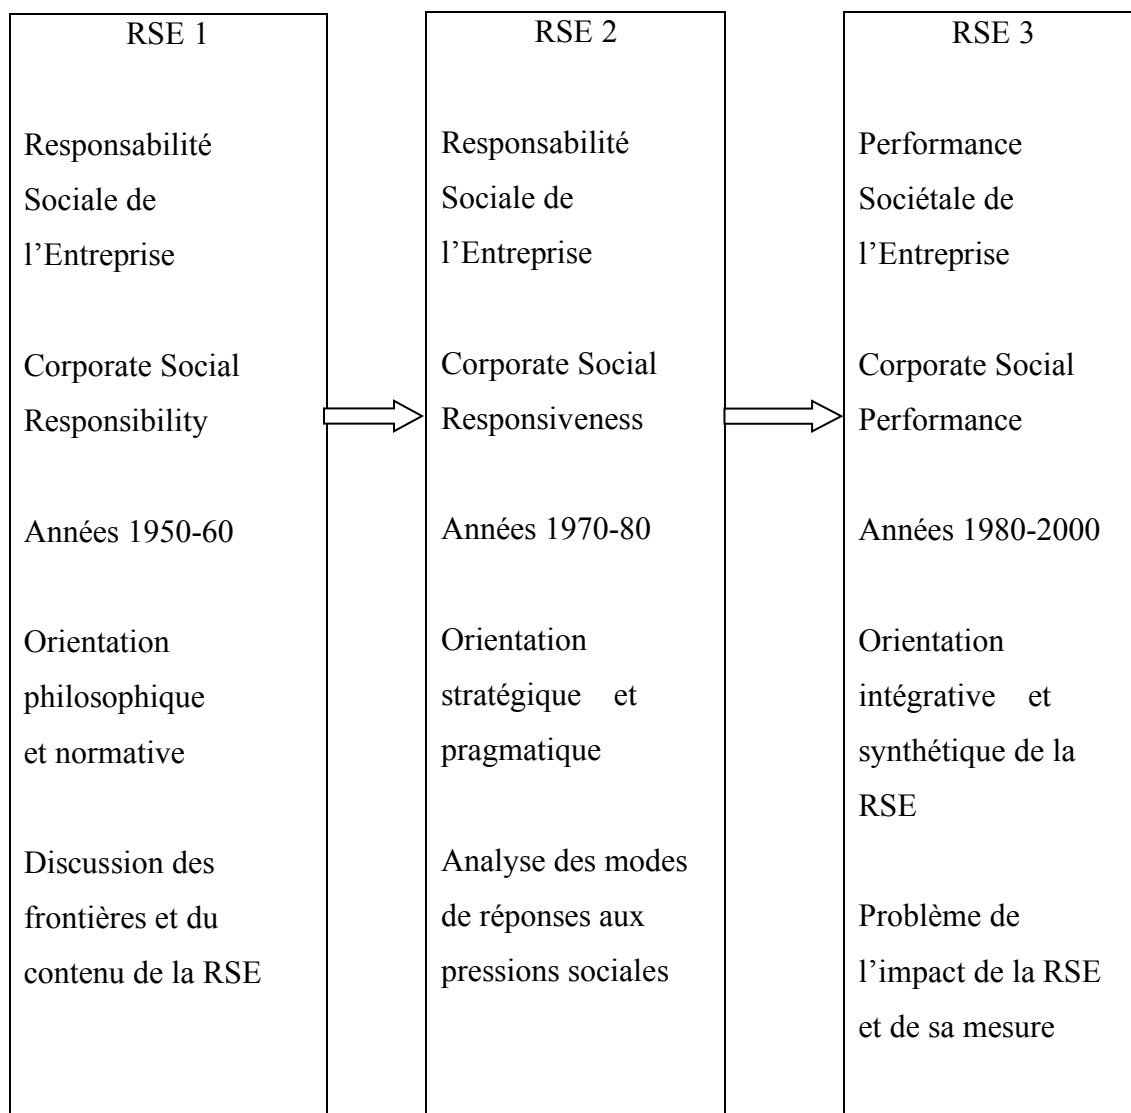 RSE 1
Responsabilité
Sociale de
l’Entreprise
Corporate Social
Responsibility
Années 1950-60
Orientation
philosophique
et normative
Discussion des
frontières et du
contenu de la RSE
RSE 2
Responsabilité
Sociale de
l’Entreprise
Corporate Social
Responsiveness
Années 1970-80
Orientation
stratégique et
pragmatique
Analyse des modes
de réponses aux
pressions sociales
RSE 3
Performance
Sociétale de
l’Entreprise
Corporate Social
Performance
Années 1980-2000
Orientation
intégrative et
synthétique de la
RSE
Problème de
l’impact de la RSE
et de sa mesure